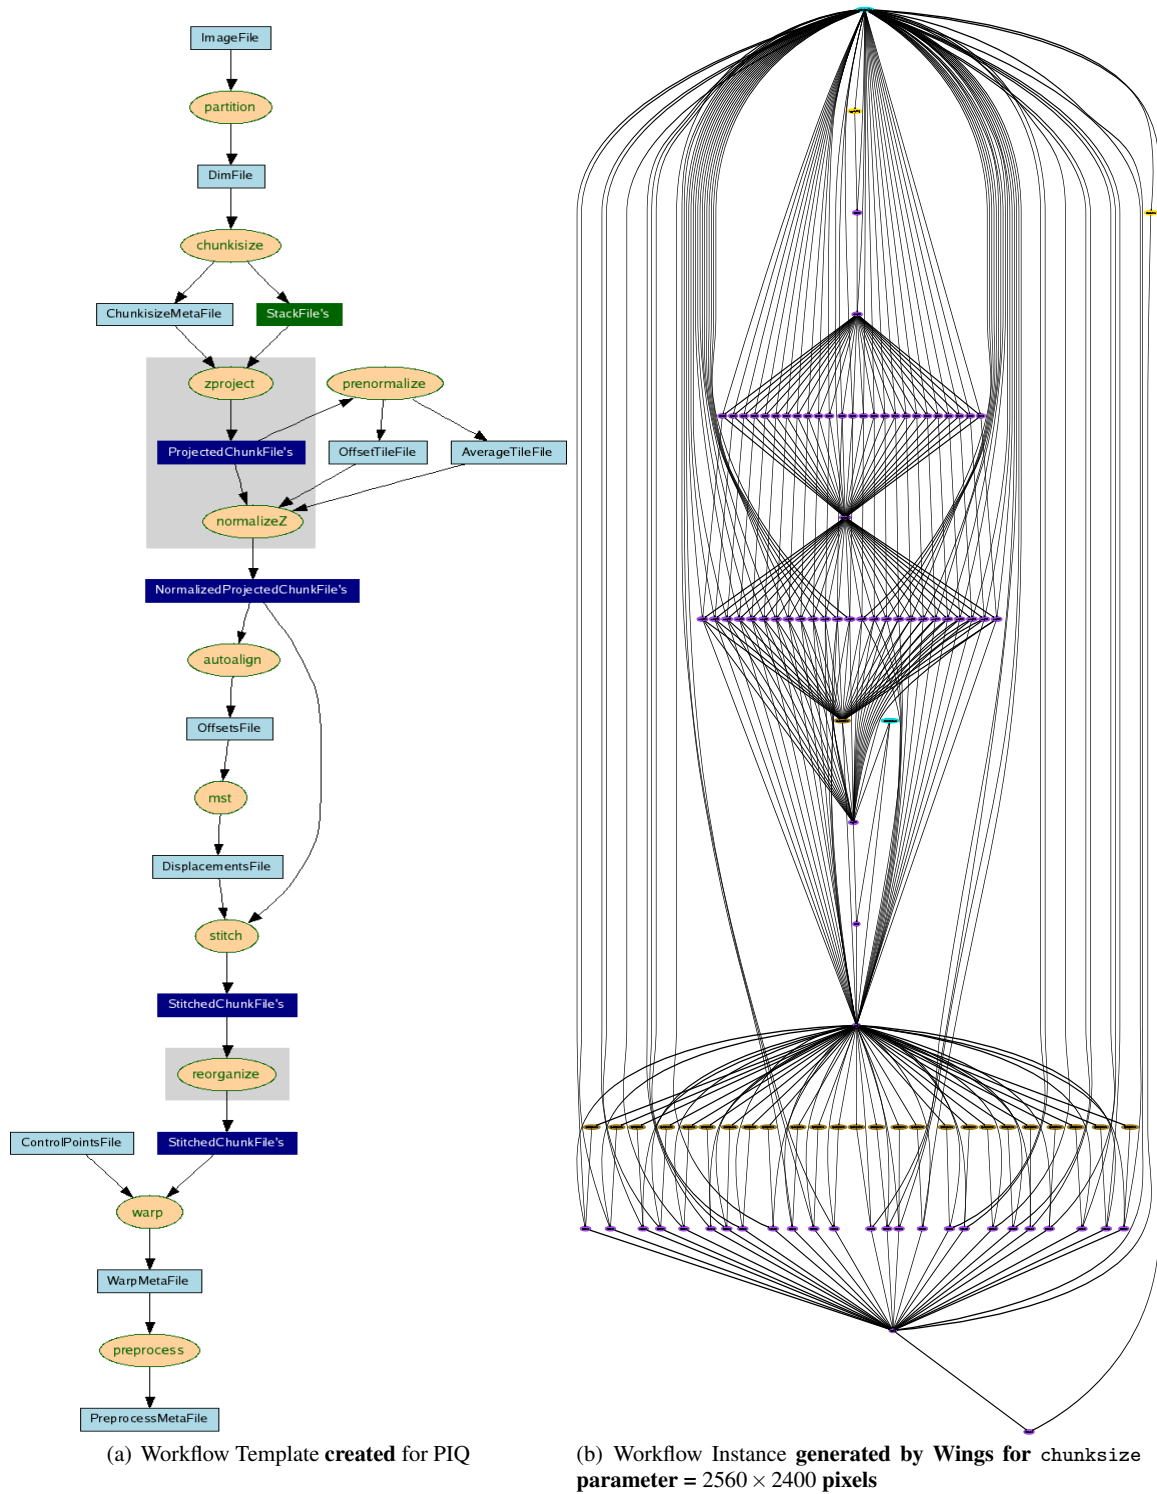 ImageFile
partition
DimFile
chunkisize
ChunkisizeMetaFile
StackFile's
zproject
prenormalize
ProjectedChunkFile's
OffsetTileFile
AverageTileFile
normalizeZ
NormalizedProjectedChunkFile's
autoalign
OffsetsFile
mst
DisplacementsFile
stitch
StitchedChunkFile's
reorganize
ControlPointsFile
StitchedChunkFile's
warp
WarpMetaFile
preprocess
PreprocessMetaFile
(a) Workflow Template created for PIQ
(b) Workflow Instance generated by Wings for chunksize
parameter = 2560 × 2400 pixels